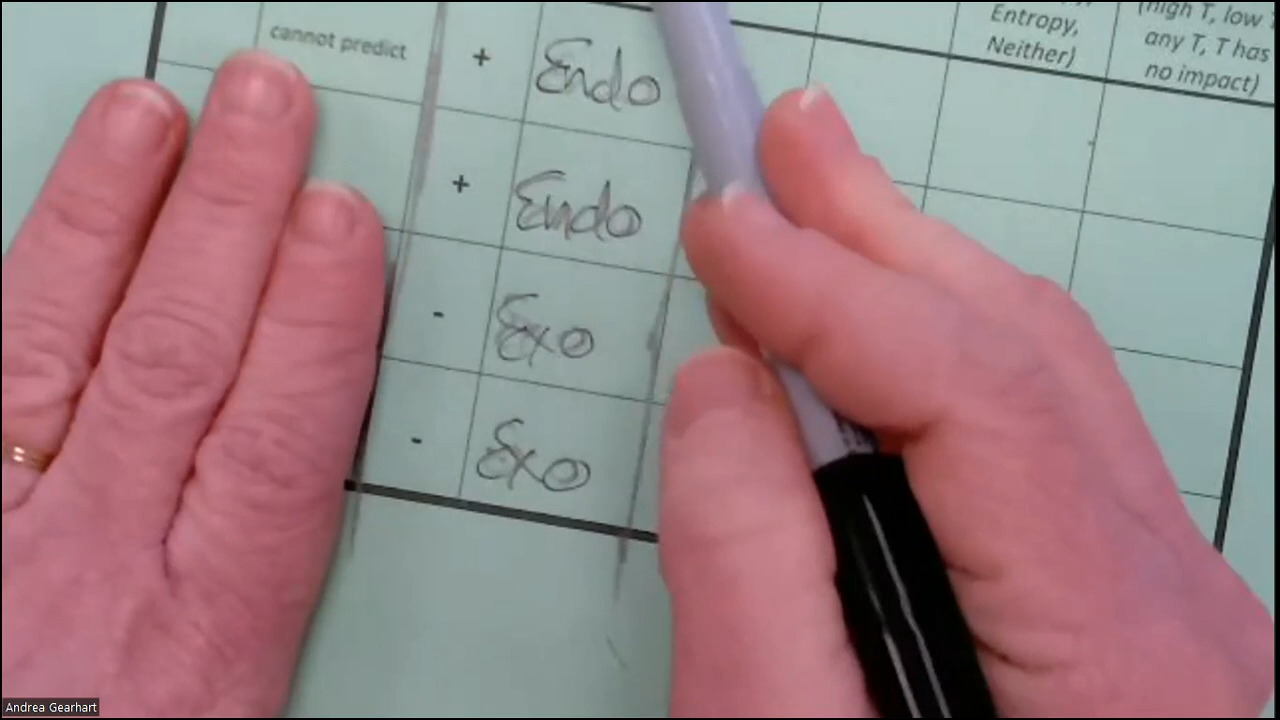 Entropy,
Neither)
(high T, low T
any T, T has
no impact)
cannot predict + Endo
+ Endo
- Exo
- Exo
Andrea Gearhart